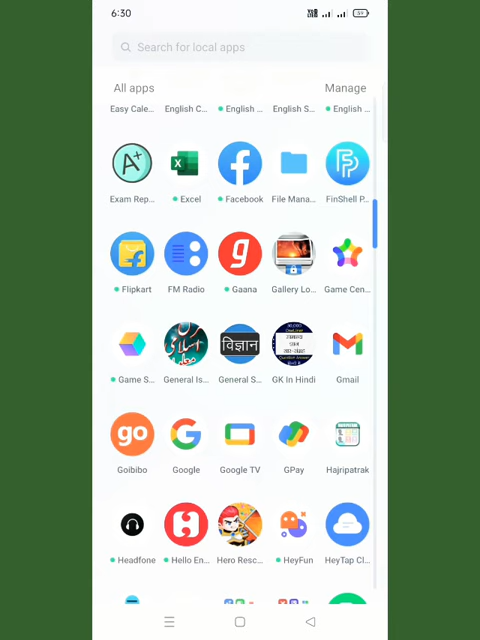 6:30
59
Search for local apps
All apps
Manage
Easy Cale...
English C...
English ...
English S...
English ...
A+
Exam Rep...
Excel
Facebook
File Mana...
FinShell P...
Flipkart
FM Radio
Gaana
Gallery Lo...
Game Cen...
विज्ञान
Game S...
General Is...
General S...
GK In Hindi
Gmail
go
Goibibo
Google
Google TV
GPay
Hajripatrak
Headfone
Hello En...
Hero Resc...
HeyFun
HeyTap Cl...